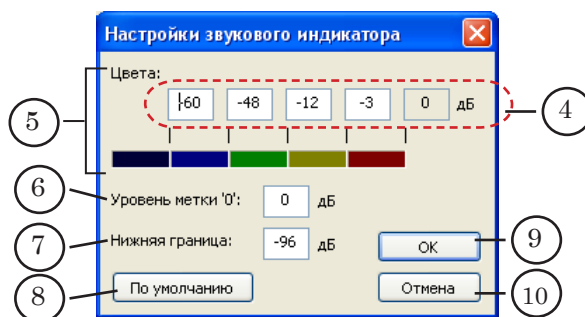 Настройки звукового индикатора
Цвета:
-60 -48 -12 -3 0 дБ
4
5
6
Уровень метки '0': 0 дБ
7
Нижняя граница: -96 дБ
OK
9
8
По умолчанию
Отмена
10